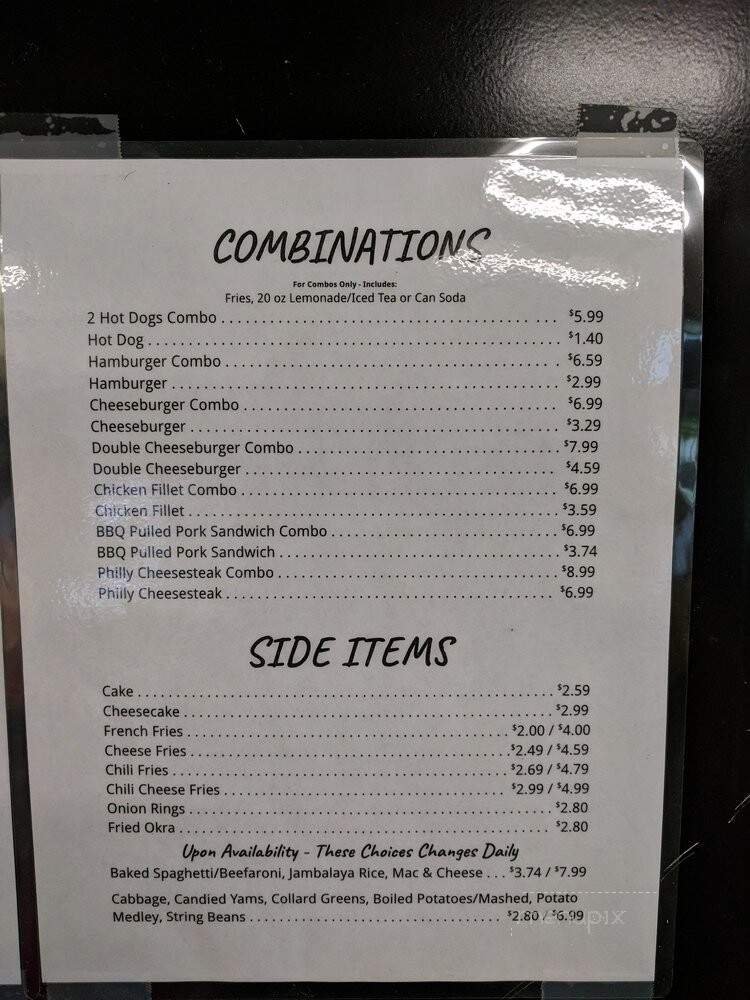 COMBINATIONS
For Combos Only - Includes:
Fries, 20 oz Lemonade/Iced Tea or Can Soda
2 Hot Dogs Combo . . . . . . . . . . . . . . . . . . . . $5.99
Hot Dog . . . . . . . . . . . . . . . . . . . . $1.40
Hamburger Combo . . . . . . . . . . . . . . . . . . . . $6.59
Hamburger . . . . . . . . . . . . . . . . . . . . $2.99
Cheeseburger Combo . . . . . . . . . . . . . . . . . . . . $6.99
Cheeseburger . . . . . . . . . . . . . . . . . . . . $3.29
Double Cheeseburger Combo . . . . . . . . . . . . . . . . . . . . $7.99
Double Cheeseburger . . . . . . . . . . . . . . . . . . . . $4.59
Chicken Fillet Combo . . . . . . . . . . . . . . . . . . . . $6.99
Chicken Fillet . . . . . . . . . . . . . . . . . . . . $3.59
BBQ Pulled Pork Sandwich Combo . . . . . . . . . . . . . . . . . . . . $6.99
BBQ Pulled Pork Sandwich . . . . . . . . . . . . . . . . . . . . $3.74
Philly Cheesesteak Combo . . . . . . . . . . . . . . . . . . . . $8.99
Philly Cheesesteak . . . . . . . . . . . . . . . . . . . . $6.99
SIDE ITEMS
Cake . . . . . . . . . . . . . . . . . . . . $2.59
Cheesecake . . . . . . . . . . . . . . . . . . . . $2.99
French Fries . . . . . . . . . . . . . . . . . . . . $2.00 / $4.00
Cheese Fries . . . . . . . . . . . . . . . . . . . . $2.49 / $4.59
Chili Fries . . . . . . . . . . . . . . . . . . . . $2.69 / $4.79
Chili Cheese Fries . . . . . . . . . . . . . . . . . . . . $2.99 / $4.99
Onion Rings . . . . . . . . . . . . . . . . . . . . $2.80
Fried Okra . . . . . . . . . . . . . . . . . . . . $2.80
Upon Availability - These Choices Changes Daily
Baked Spaghetti/Beefaroni, Jambalaya Rice, Mac & Cheese . . . $3.74 / $7.99
Cabbage, Candied Yams, Collard Greens, Boiled Potatoes/Mashed, Potato
Medley, String Beans . . . . . . . . . . . . . . . . . . . . $2.80 / $6.99
menupix